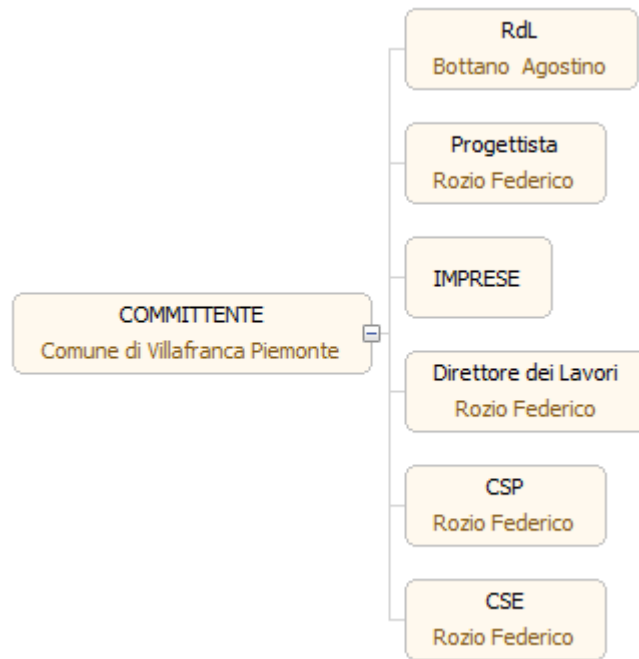 RdL
Bottano  Agostino
Progettista
Rozio Federico
IMPRESE
COMMITTENTE
Comune di Villafranca Piemonte
Direttore dei Lavori
Rozio Federico
CSP
Rozio Federico
CSE
Rozio Federico